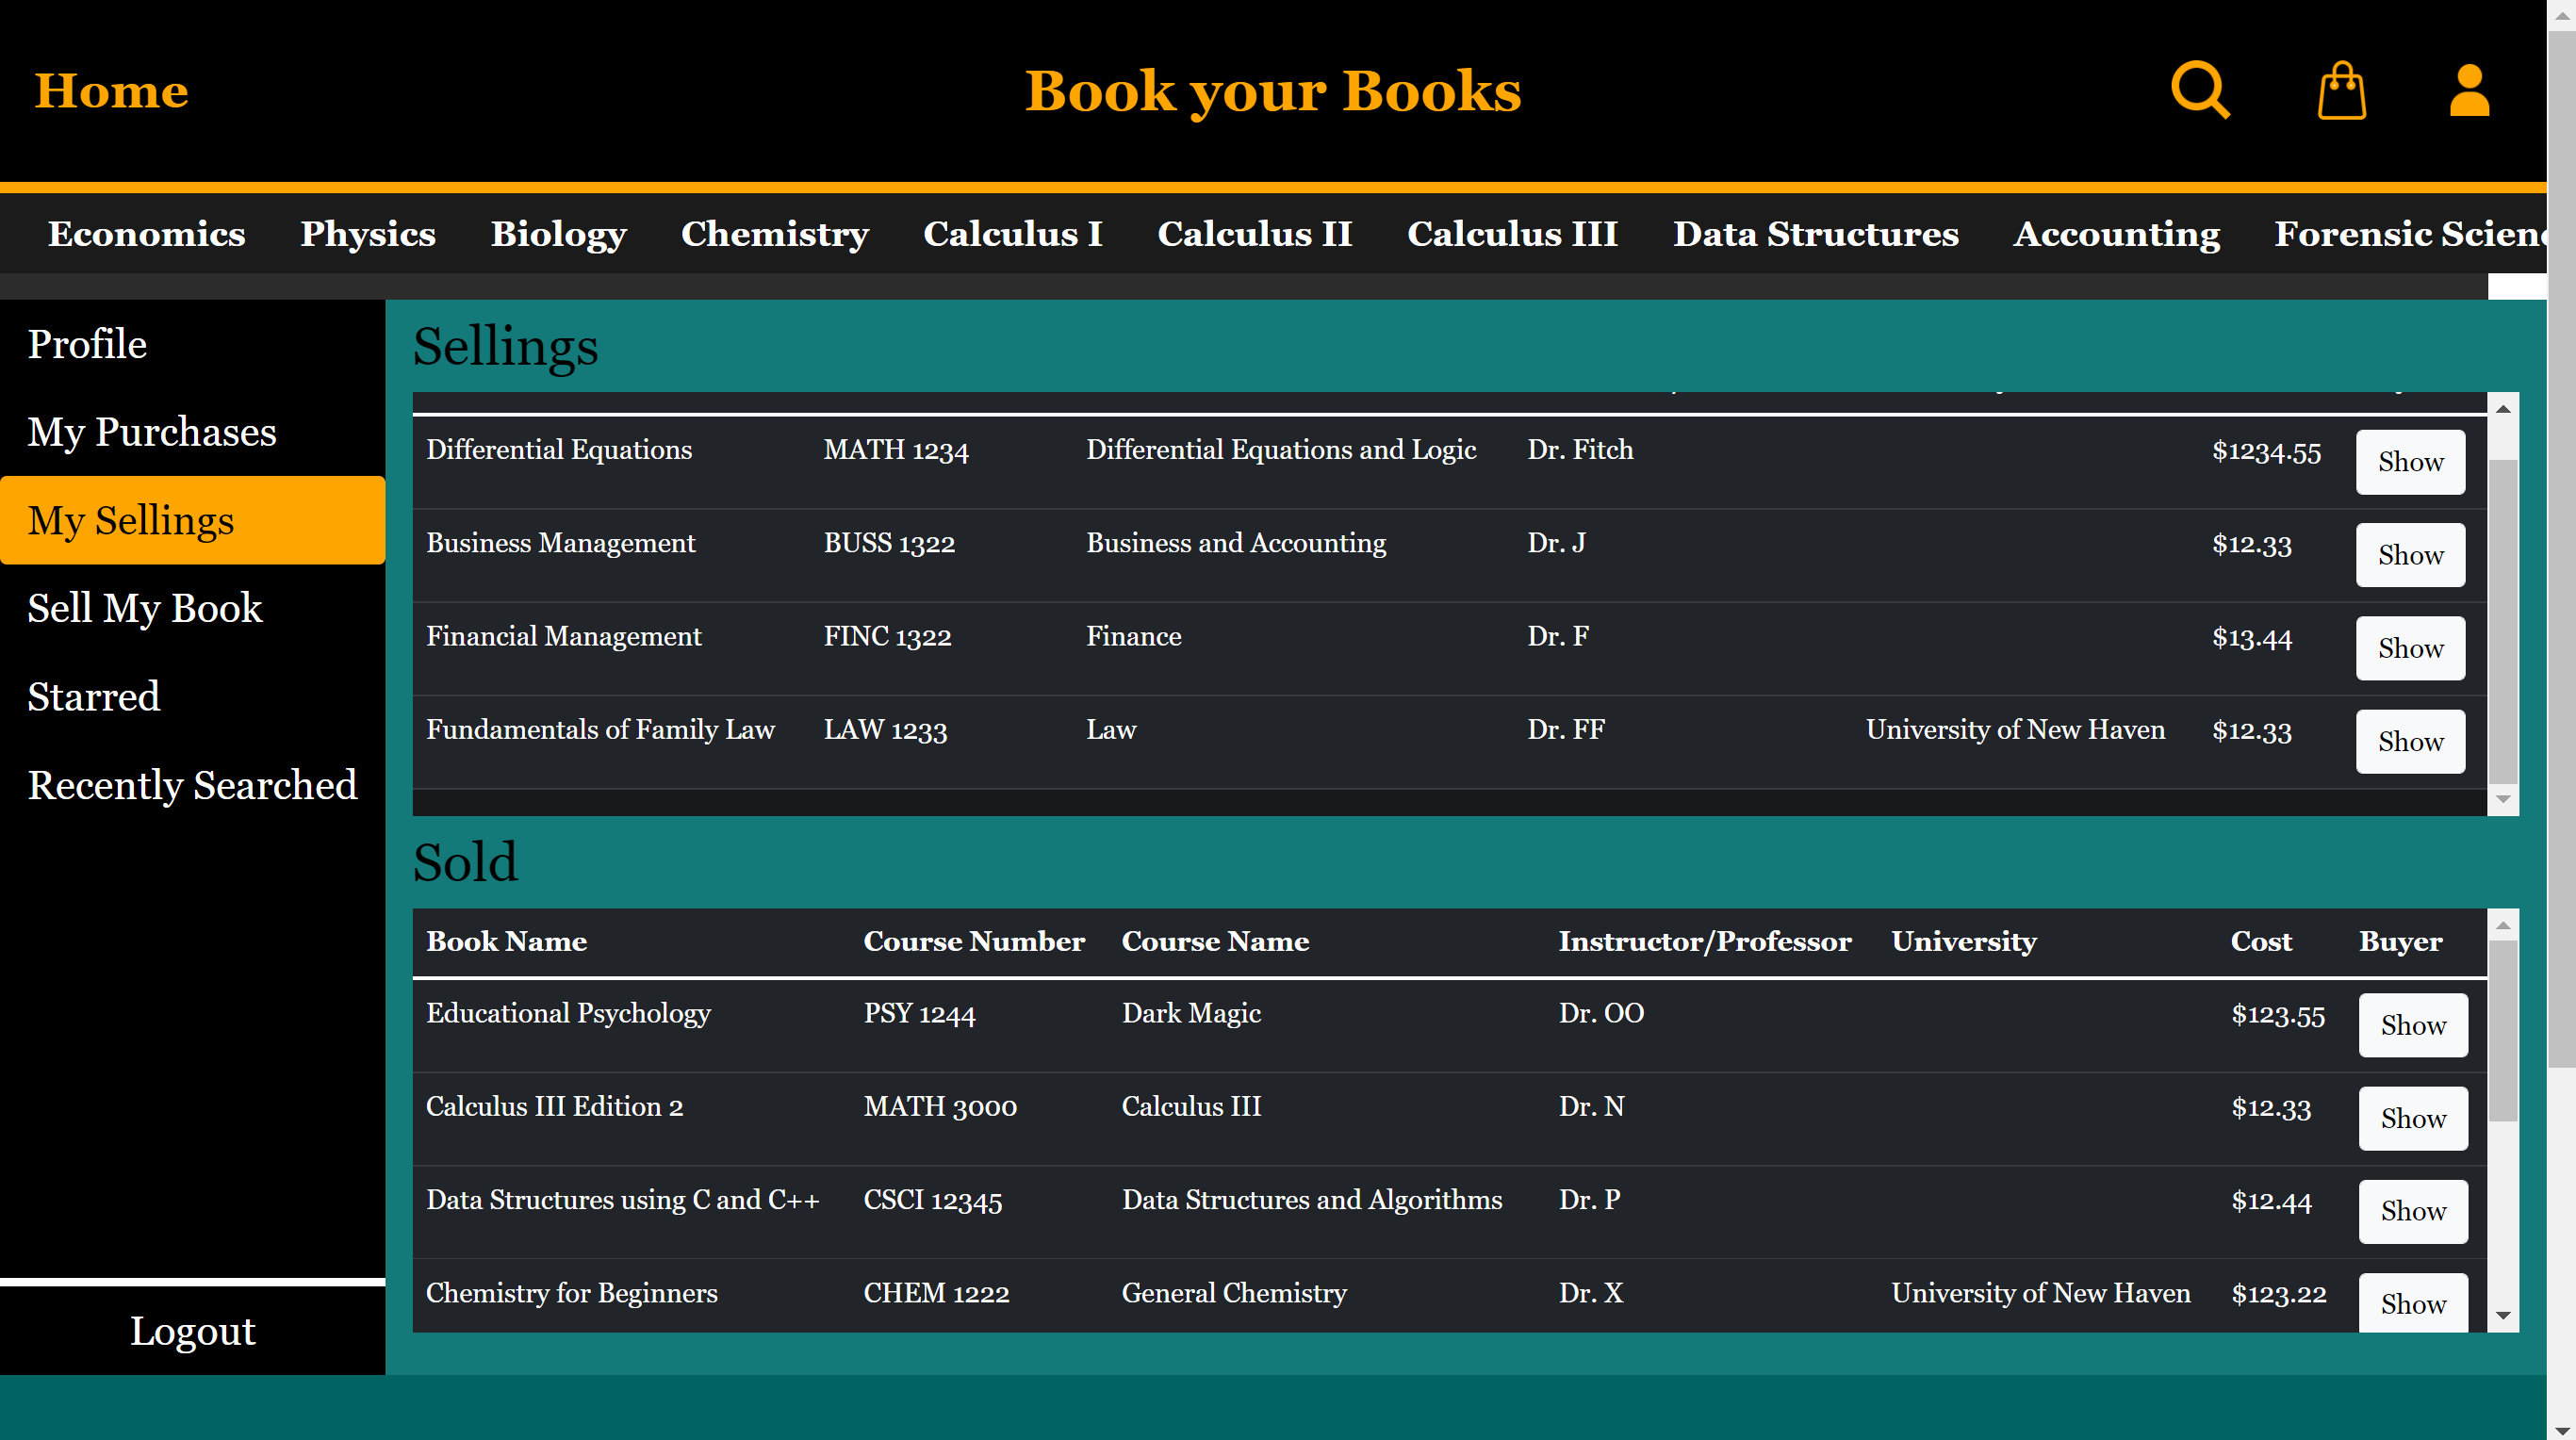 Home Book your Books
Economics Physics Biology Chemistry Calculus I Calculus II Calculus III Data Structures Accounting Forensic
Profile
My Purchases
My Sellings
Sell My Book
Starred
Recently Searched
Logout
Sellings
Differential Equations MATH 1234 Differential Equations and Logic Dr. Fitch $1234.55 Show
Business Management BUSS 1322 Business and Accounting Dr. J $12.33 Show
Financial Management FINC 1322 Finance Dr. F $13.44 Show
Fundamentals of Family Law LAW 1233 Law Dr. FF University of New Haven $12.33 Show
Sold
Book Name Course Number Course Name Instructor/Professor University Cost Buyer
Educational Psychology PSY 1244 Dark Magic Dr. OO $123.55 Show
Calculus III Edition 2 MATH 3000 Calculus III Dr. N $12.33 Show
Data Structures using C and C++ CSCI 12345 Data Structures and Algorithms Dr. P $12.44 Show
Chemistry for Beginners CHEM 1222 General Chemistry Dr. X University of New Haven $123.22 Show